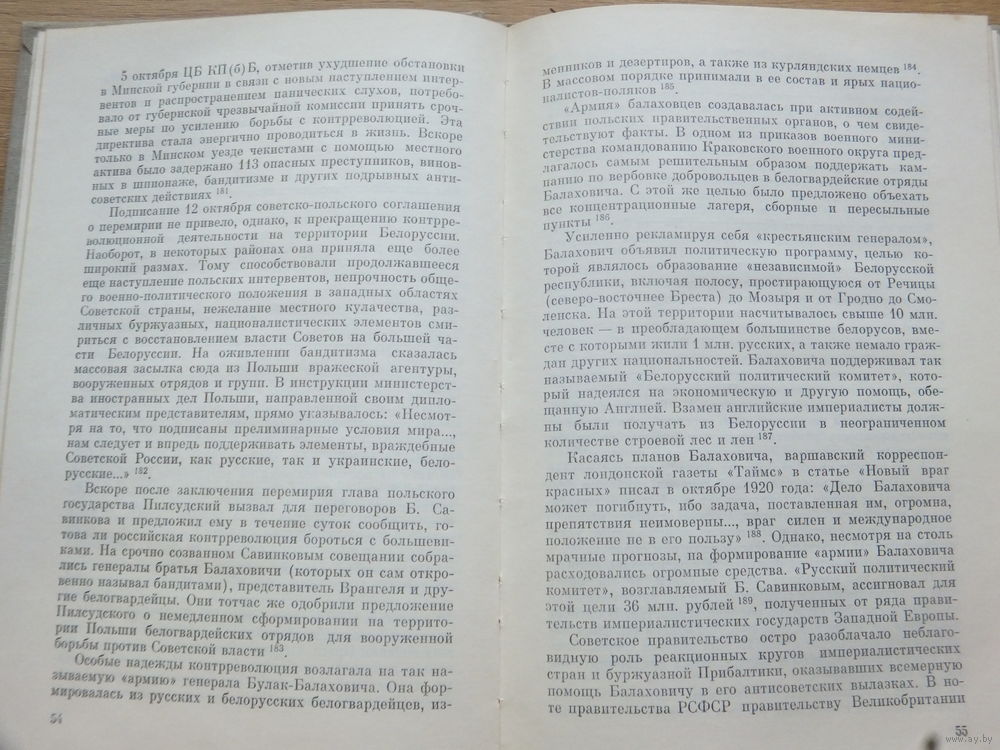 5 октября ЦБ КП(б)Б, отметив ухудшение обстановки
в Минской губернии в связи с новым наступлением интер-
вентов и распространением панических слухов, потребо-
вало от губернской чрезвычайной комиссии принять сроч-
ные меры по усилению борьбы с контрреволюцией. Эта
директива стала энергично проводиться в жизнь. Вскоре
только в Минском уезде чекистами с помощью местного
актива было задержано 113 опасных преступников, винов-
ных в шпионаже, бандитизме и других подрывных анти-
советских действиях 181.
Подписание 12 октября советско-польского соглашения
о перемирии не привело, однако, к прекращению контрре-
волюционной деятельности на территории Белоруссии.
Наоборот, в некоторых районах она приняла еще более
широкий размах. Тому способствовали продолжавшееся
еще наступление польских интервентов, непрочность обще-
го военно-политического положения в западных областях
Советской страны, нежелание местного кулачества, раз-
личных буржуазных, националистических элементов сми-
риться с восстановлением власти Советов на большей ча-
сти Белоруссии. На оживлении бандитизма сказалась
массовая засылка сюда из Польши вражеской агентуры,
вооруженных отрядов и групп. В инструкции министерст-
ва иностранных дел Польши, направленной своим дипло-
матическим представителям, прямо указывалось: «Несмот-
ря на то, что подписаны прелиминарные условия мира...,
нам следует и впредь поддерживать элементы, враждебные
Советской России, как русские, так и украинские, бело-
русские...» 182.
Вскоре после заключения перемирия глава польского
государства Пилсудский вызвал для переговоров Б. Са-
винкова и предложил ему в течение суток сообщить, го-
това ли российская контрреволюция бороться с большеви-
ками. На срочно созванном Савинковым совещании собра-
лись генералы братья Балаховичи (которых он сам откро-
венно называл бандитами), представитель Врангеля и дру-
гие белогвардейцы. Они тотчас же одобрили предложение
Пилсудского о немедленном сформировании на террито-
рии Польши белогвардейских отрядов для вооруженной
борьбы против Советской власти 183.
Особые надежды контрреволюция возлагала на так на-
зываемую «армию» генерала Булак-Балаховича. Она фор-
мировалась из русских и белорусских белогвардейцев, из-
54
менников и дезертиров, а также из курляндских немцев 184.
В массовом порядке принимали в ее состав и ярых нацио-
налистов-поляков 185.
«Армия» балаховцев создавалась при активном содей-
ствии польских правительственных органов, о чем свиде-
тельствуют факты. В одном из приказов военного мини-
стерства командованию Краковского военного округа пред-
лагалось самым решительным образом поддержать кам-
панию по вербовке добровольцев в белогвардейские отряды
Балаховича. С этой же целью было предложено объехать
все концентрационные лагеря, сборные и пересыльные
пункты 186.
Усиленно рекламируя себя «крестьянским генералом»,
Балахович объявил политическую программу, целью ко-
торой являлось образование «независимой» Белорусской
республики, включая полосу, простирающуюся от Речицы
(северо-восточнее Бреста) до Мозыря и от Гродно до Смо-
ленска. На этой территории насчитывалось свыше 10 млн.
человек — в преобладающем большинстве белорусов, вме-
сте с которыми жили 1 млн. русских, а также немало граж-
дан других национальностей. Балаховича поддерживал так
называемый «Белорусский политический комитет», кото-
рый надеялся на экономическую и другую помощь, обе-
щанную Англией. Взамен английские империалисты долж-
ны были получать из Белоруссии в неограниченном
количестве строевой лес и лен 187.
Касаясь планов Балаховича, варшавский корреспон-
дент лондонской газеты «Таймс» в статье «Новый враг
красных» писал в октябре 1920 года: «Дело Балаховича
может погибнуть, ибо задача, поставленная им, огромна,
препятствия неимоверны..., враг силен и международное
положение не в его пользу» 188. Однако, несмотря на столь
мрачные прогнозы, на формирование «армии» Балаховича
расходовались огромные средства. «Русский политический
комитет», возглавляемый Б. Савинковым, ассигновал для
этой цели 36 млн. рублей 189, полученных от ряда прави-
тельств империалистических государств Западной Европы.
Советское правительство остро разоблачало неблаго-
видную роль реакционных кругов империалистических
стран и буржуазной Прибалтики, оказывавших всемерную
помощь Балаховичу в его антисоветских вылазках. В но-
те правительства РСФСР правительству Великобритании
55
www.ay.by